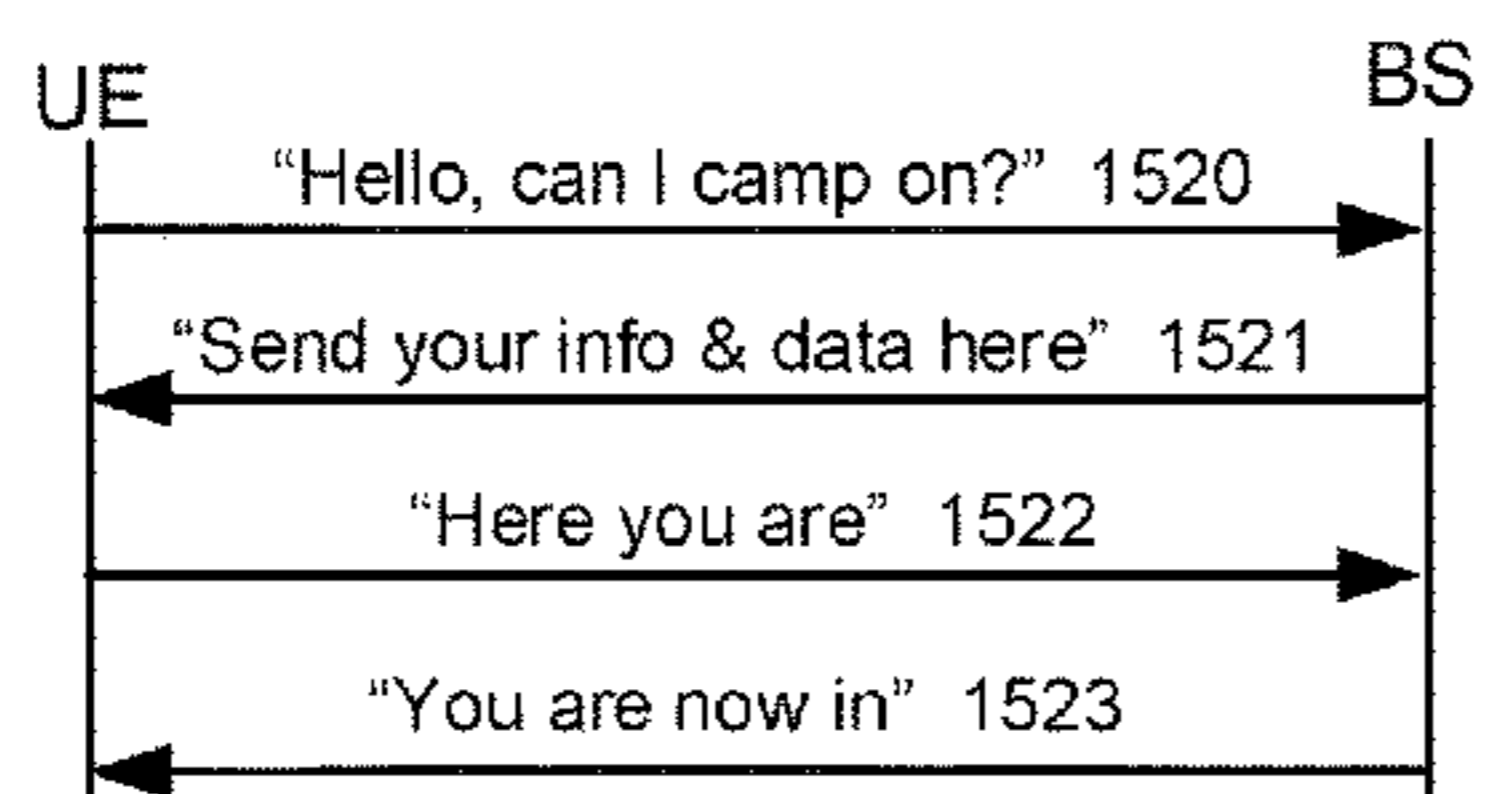 UE
BS
“Hello, can I camp on?” 1520
“Send your info & data here” 1521
“Here you are” 1522
“You are now in” 1523